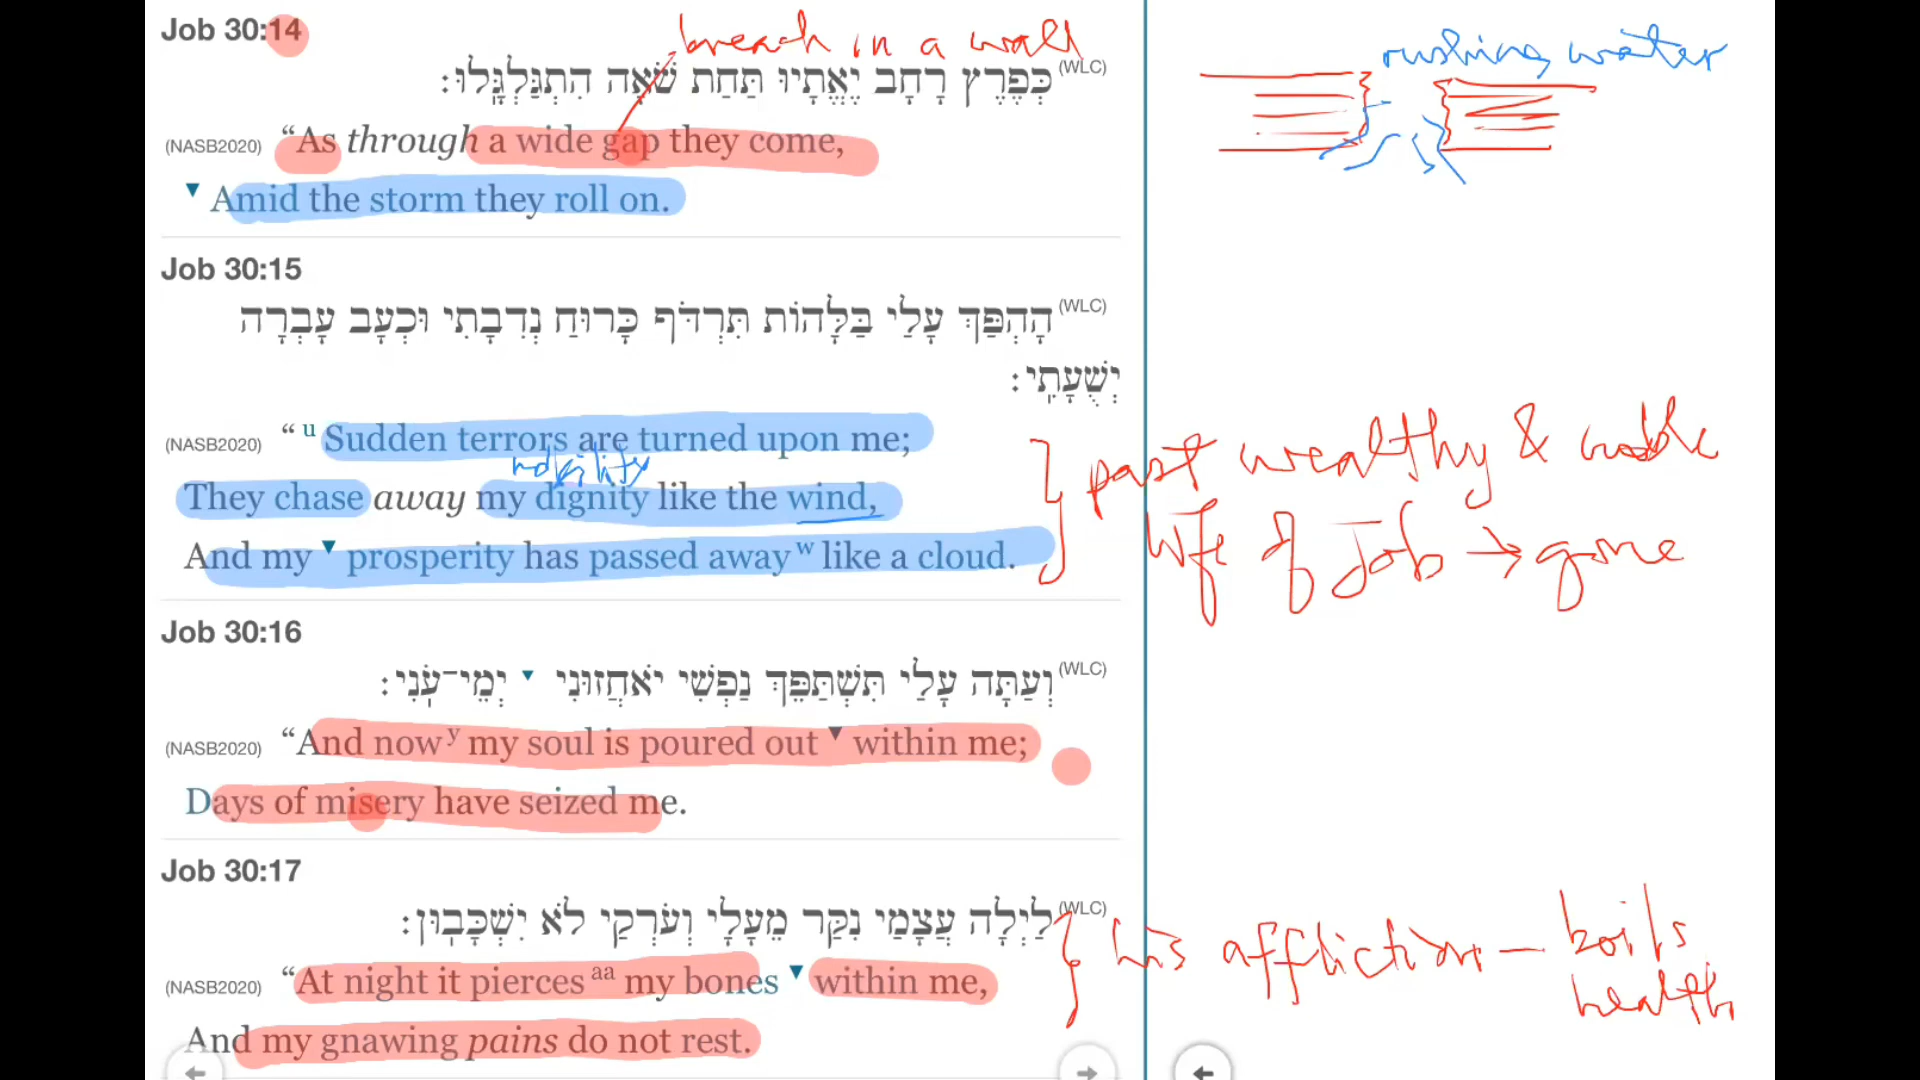 Job 30:14
breach in a wall
rushing water
כְּפֶ֣רֶץ רָחָ֣ב יֶאֱתָ֑יוּ תַּ֥חַת שֹׁ֝אָ֗ה הִתְגַּלְגָּֽלוּ׃ (WLC)
(NASB2020) “As through a wide gap they come,
Amid the storm they roll on.
Job 30:15
הָהְפַּ֥ךְ עָלַ֗י בַּלָּ֫ה֥וֹת תִּרְדֹּ֣ף כָּ֭רוּחַ נְדִבָתִ֑י וּ֝כְעָ֗ב עָבְרָ֥ה (WLC)
יְשֻׁעָתִֽי׃
(NASB2020) “ u Sudden terrors are turned upon me;
nobility
They chase away my dignity like the wind,
And my prosperity has passed away w like a cloud.
past wealthy & noble
life of Job → gone
Job 30:16
וְעַתָּ֗ה עָ֭לַי תִּשְׁתַּפֵּ֣ךְ נַפְשִׁ֑י יֹ֭אחֲזוּנִי יְמֵי־עֹֽנִי׃ (WLC)
(NASB2020) “And now y my soul is poured out within me;
Days of misery have seized me.
Job 30:17
לַ֗יְלָה עֲ֭צָמַי נִקַּ֣ר מֵעָלָ֑י וְ֝עֹרְקַ֗י לֹ֣א יִשְׁכָּבֽוּן׃ (WLC)
(NASB2020) “At night it pierces aa my bones within me,
And my gnawing pains do not rest.
his affliction — boils
health